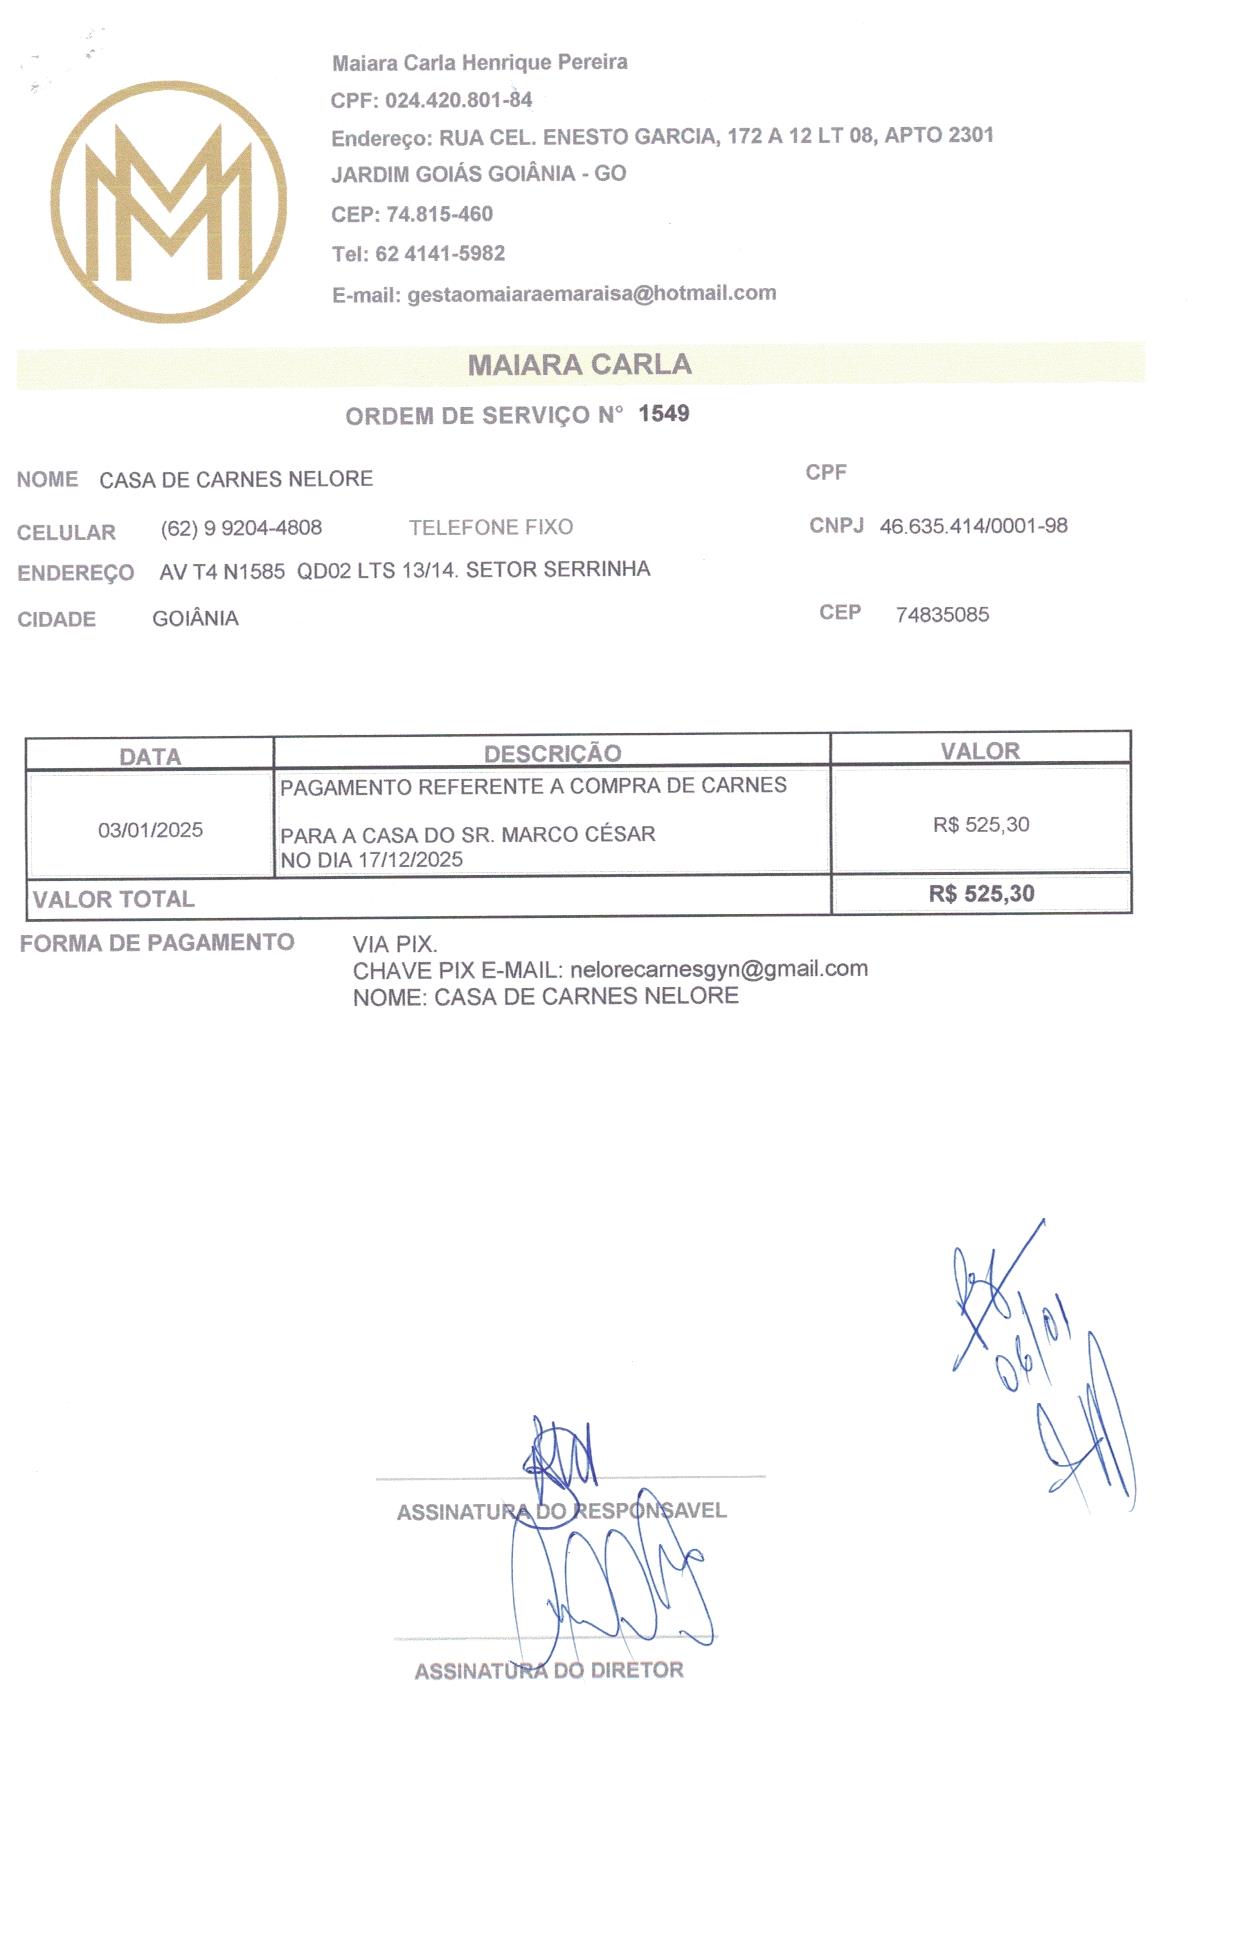 Maiara Carla Henrique Pereira
CPF: 024.420.801-84
Endereço: RUA CEL. ENESTO GARCIA, 172 A 12 LT 08, APTO 2301
JARDIM GOIÁS GOIÂNIA - GO
CEP: 74.815-460
Tel: 62 4141-5982
E-mail: gestaomaiaraemaraisa@hotmail.com
MM
MAIARA CARLA
ORDEM DE SERVIÇO N° 1549
NOME CASA DE CARNES NELORE CPF
CELULAR (62) 9 9204-4808 TELEFONE FIXO CNPJ 46.635.414/0001-98
ENDEREÇO AV T4 N1585 QD02 LTS 13/14. SETOR SERRINHA
CIDADE GOIÂNIA CEP 74835085
DATA DESCRIÇÃO VALOR
PAGAMENTO REFERENTE A COMPRA DE CARNES
03/01/2025 PARA A CASA DO SR. MARCO CÉSAR R$ 525,30
NO DIA 17/12/2025
VALOR TOTAL R$ 525,30
FORMA DE PAGAMENTO VIA PIX.
CHAVE PIX E-MAIL: nelorecarnesgyn@gmail.com
NOME: CASA DE CARNES NELORE
06/01
ASSINATURA DO RESPONSAVEL
ASSINATURA DO DIRETOR